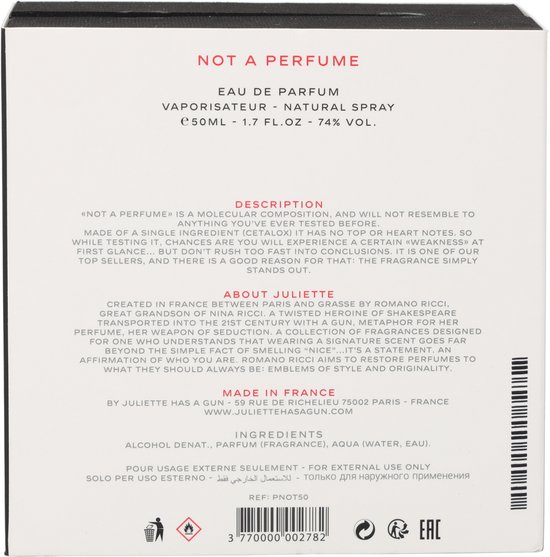 NOT A PERFUME
EAU DE PARFUM
VAPORISATEUR - NATURAL SPRAY
℮50ML - 1.7 FL.OZ - 74% VOL.
DESCRIPTION
«NOT A PERFUME» IS A MOLECULAR COMPOSITION, AND WILL NOT RESEMBLE TO
ANYTHING YOU'VE EVER TESTED BEFORE.
MADE OF A SINGLE INGREDIENT (CETALOX) IT HAS NO TOP OR HEART NOTES, SO
WHILE TESTING IT, CHANCES ARE YOU WILL EXPERIENCE A CERTAIN «WEAKNESS» AT
FIRST GLANCE... BUT DON'T RUSH TOO FAST INTO CONCLUSIONS. IT IS ONE OF OUR
TOP SELLERS, AND THERE IS A GOOD REASON FOR THAT: THE FRAGRANCE SIMPLY
STANDS OUT.
ABOUT JULIETTE
CREATED IN FRANCE BETWEEN PARIS AND GRASSE BY ROMANO RICCI,
GREAT GRANDSON OF NINA RICCI. A TWISTED HEROINE OF SHAKESPEARE
TRANSPORTED INTO THE 21ST CENTURY WITH A GUN, METAPHOR FOR HER
PERFUME, HER WEAPON OF SEDUCTION. A COLLECTION OF FRAGRANCES DESIGNED
FOR ONE WHO UNDERSTANDS THAT WEARING A SIGNATURE SCENT GOES FAR
BEYOND THE SIMPLE FACT OF SMELLING "NICE"...IT'S A STATEMENT. AN
AFFIRMATION OF WHO YOU ARE. ROMANO RICCI AIMS TO RESTORE PERFUMES TO
WHAT THEY SHOULD ALWAYS BE: EMBLEMS OF STYLE AND ORIGINALITY.
MADE IN FRANCE
BY JULIETTE HAS A GUN - 59 RUE DE RICHELIEU 75002 PARIS - FRANCE
WWW.JULIETTEHASAGUN.COM
INGREDIENTS
ALCOHOL DENAT., PARFUM (FRAGRANCE), AQUA (WATER, EAU).
POUR USAGE EXTERNE SEULEMENT - FOR EXTERNAL USE ONLY
SOLO PER USO ESTERNO - للاستعمال الخارجي فقط - только для наружного применения
REF: PNOT50
3 770000 002782
EAC